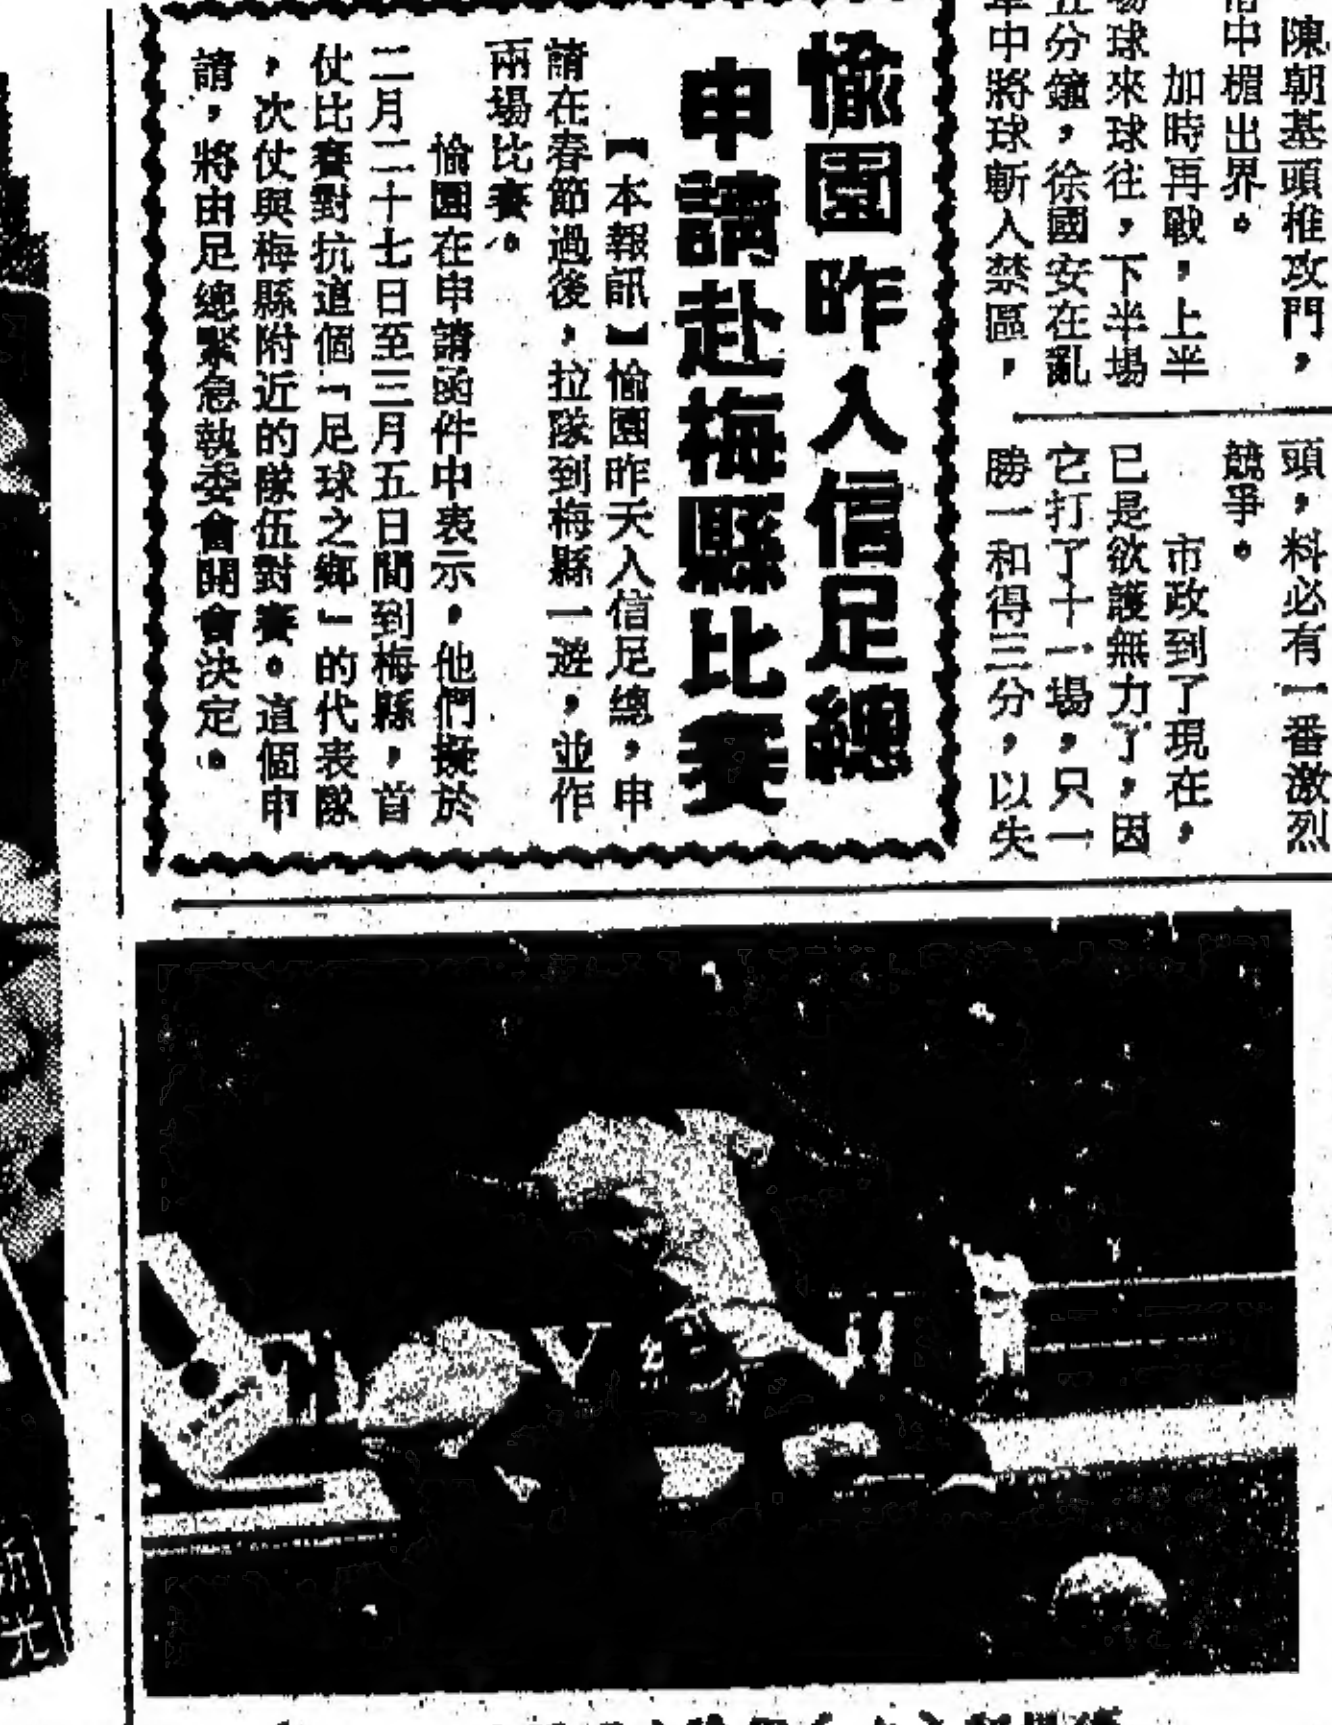 陳朝基頭椎攻門，
中楣出界。
加時再戰，上半
場球來球往，下半場
五分鐘，徐國安在亂
軍中將球斬入禁區，
頭，料必有一番激烈
競爭。
市政到了現在，
已是欲護無力了，因
它打了十一場，只一
勝一和得三分，以失
愉園昨入信足總
申請赴梅縣比賽
【本報訊】愉園昨天入信足總，申
請在春節過後，拉隊到梅縣一遊，並作
兩場比賽。
愉園在申請函件中表示，他們擬於
二月二十七日至三月五日間到梅縣，首
仗比賽對抗這個「足球之鄉」的代表隊
，次仗與梅縣附近的隊伍對賽。這個申
請，將由足總緊急執委會開會決定。